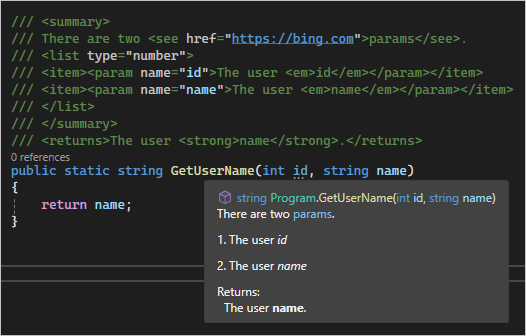 /// <summary>
/// There are two <see href="https://bing.com">params</see>.
/// <list type="number">
/// <item><param name="id">The user <em>id</em></param></item>
/// <item><param name="name">The user <em>name</em></param></item>
/// </list>
/// </summary>
/// <returns>The user <strong>name</strong>.</returns>
0 references
public static string GetUserName(int id, string name)
{
return name;
}
string Program.GetUserName(int id, string name)
There are two params.
1. The user id
2. The user name
Returns:
The user name.